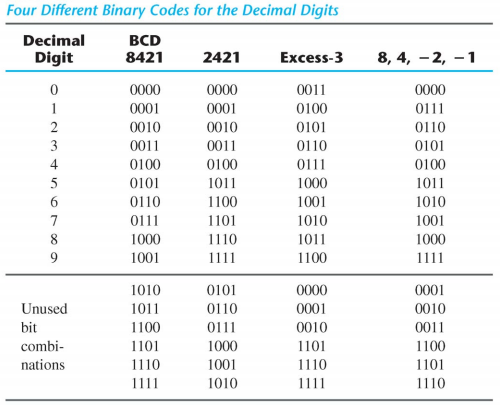 Four Different Binary Codes for the Decimal Digits
Decimal Digit BCD 8421 2421 Excess-3 8, 4, −2, −1
0 0000 0000 0011 0000
1 0001 0001 0100 0111
2 0010 0010 0101 0110
3 0011 0011 0110 0101
4 0100 0100 0111 0100
5 0101 1011 1000 1011
6 0110 1100 1001 1010
7 0111 1101 1010 1001
8 1000 1110 1011 1000
9 1001 1111 1100 1111
1010 0101 0000 0001
Unused 1011 0110 0001 0010
bit 1100 0111 0010 0011
combi- 1101 1000 1101 1100
nations 1110 1001 1110 1101
1111 1010 1111 1110